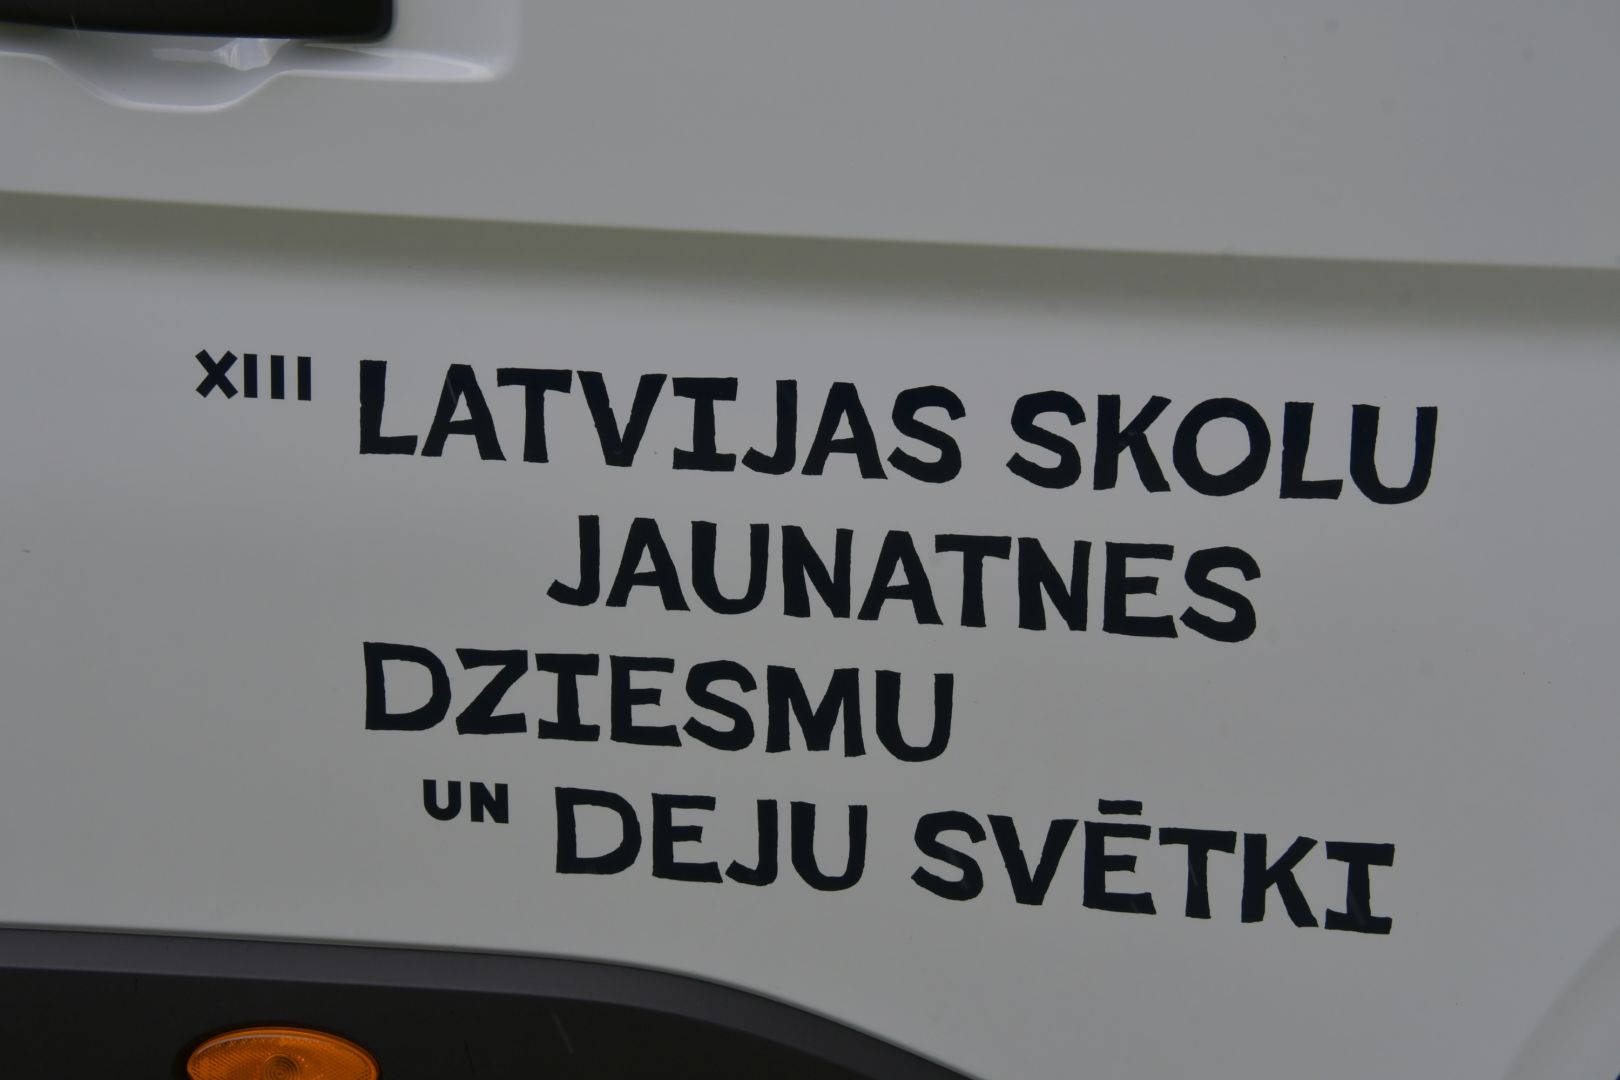 XIII LATVIJAS SKOLU
JAUNATNES
DZIESMU
UN DEJU SVĒTKI